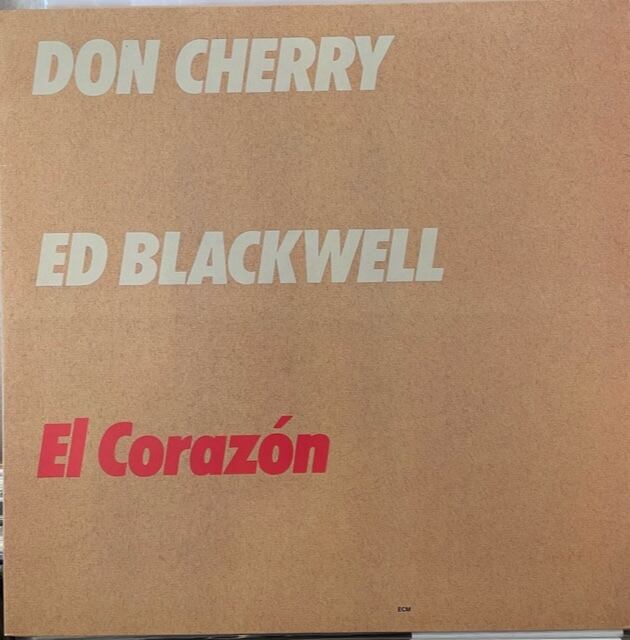 DON CHERRY
ED BLACKWELL
El Corazón
ECM